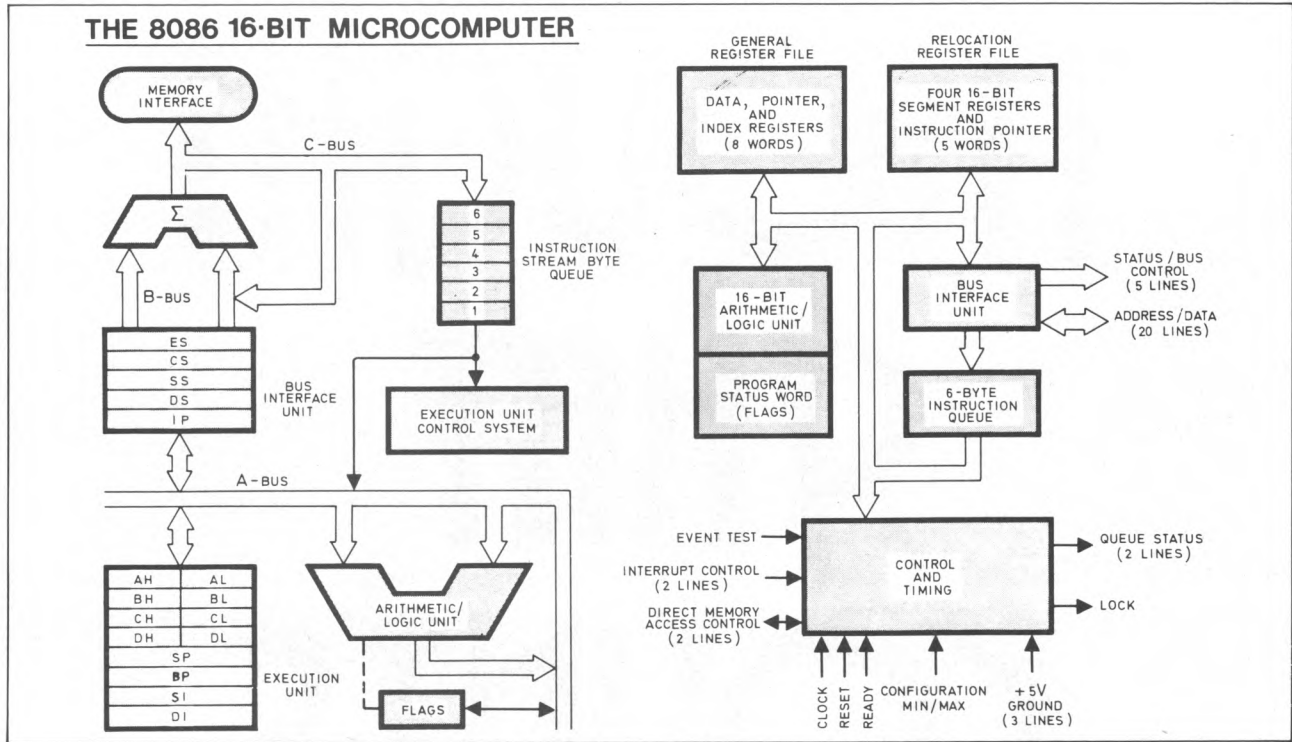 THE 8086 16-BIT MICROCOMPUTER
MEMORY
INTERFACE
C-BUS
Σ
B-BUS
6
5
4
3
2
1
INSTRUCTION
STREAM BYTE
QUEUE
ES
CS
SS
DS
IP
BUS
INTERFACE
UNIT
EXECUTION UNIT
CONTROL SYSTEM
A-BUS
AH AL
BH BL
CH CL
DH DL
SP
BP
SI
DI
EXECUTION
UNIT
ARITHMETIC/
LOGIC UNIT
FLAGS
GENERAL
REGISTER FILE
DATA, POINTER,
AND
INDEX REGISTERS
(8 WORDS)
RELOCATION
REGISTER FILE
FOUR 16-BIT
SEGMENT REGISTERS
AND
INSTRUCTION POINTER
(5 WORDS)
16-BIT
ARITHMETIC/
LOGIC UNIT
PROGRAM
STATUS WORD
(FLAGS)
BUS
INTERFACE
UNIT
STATUS/BUS
CONTROL
(5 LINES)
ADDRESS/DATA
(20 LINES)
6-BYTE
INSTRUCTION
QUEUE
EVENT TEST
INTERRUPT CONTROL
(2 LINES)
DIRECT MEMORY
ACCESS CONTROL
(2 LINES)
CONTROL
AND
TIMING
QUEUE STATUS
(2 LINES)
LOCK
CLOCK
RESET
READY
CONFIGURATION
MIN/MAX
+5V
GROUND
(3 LINES)